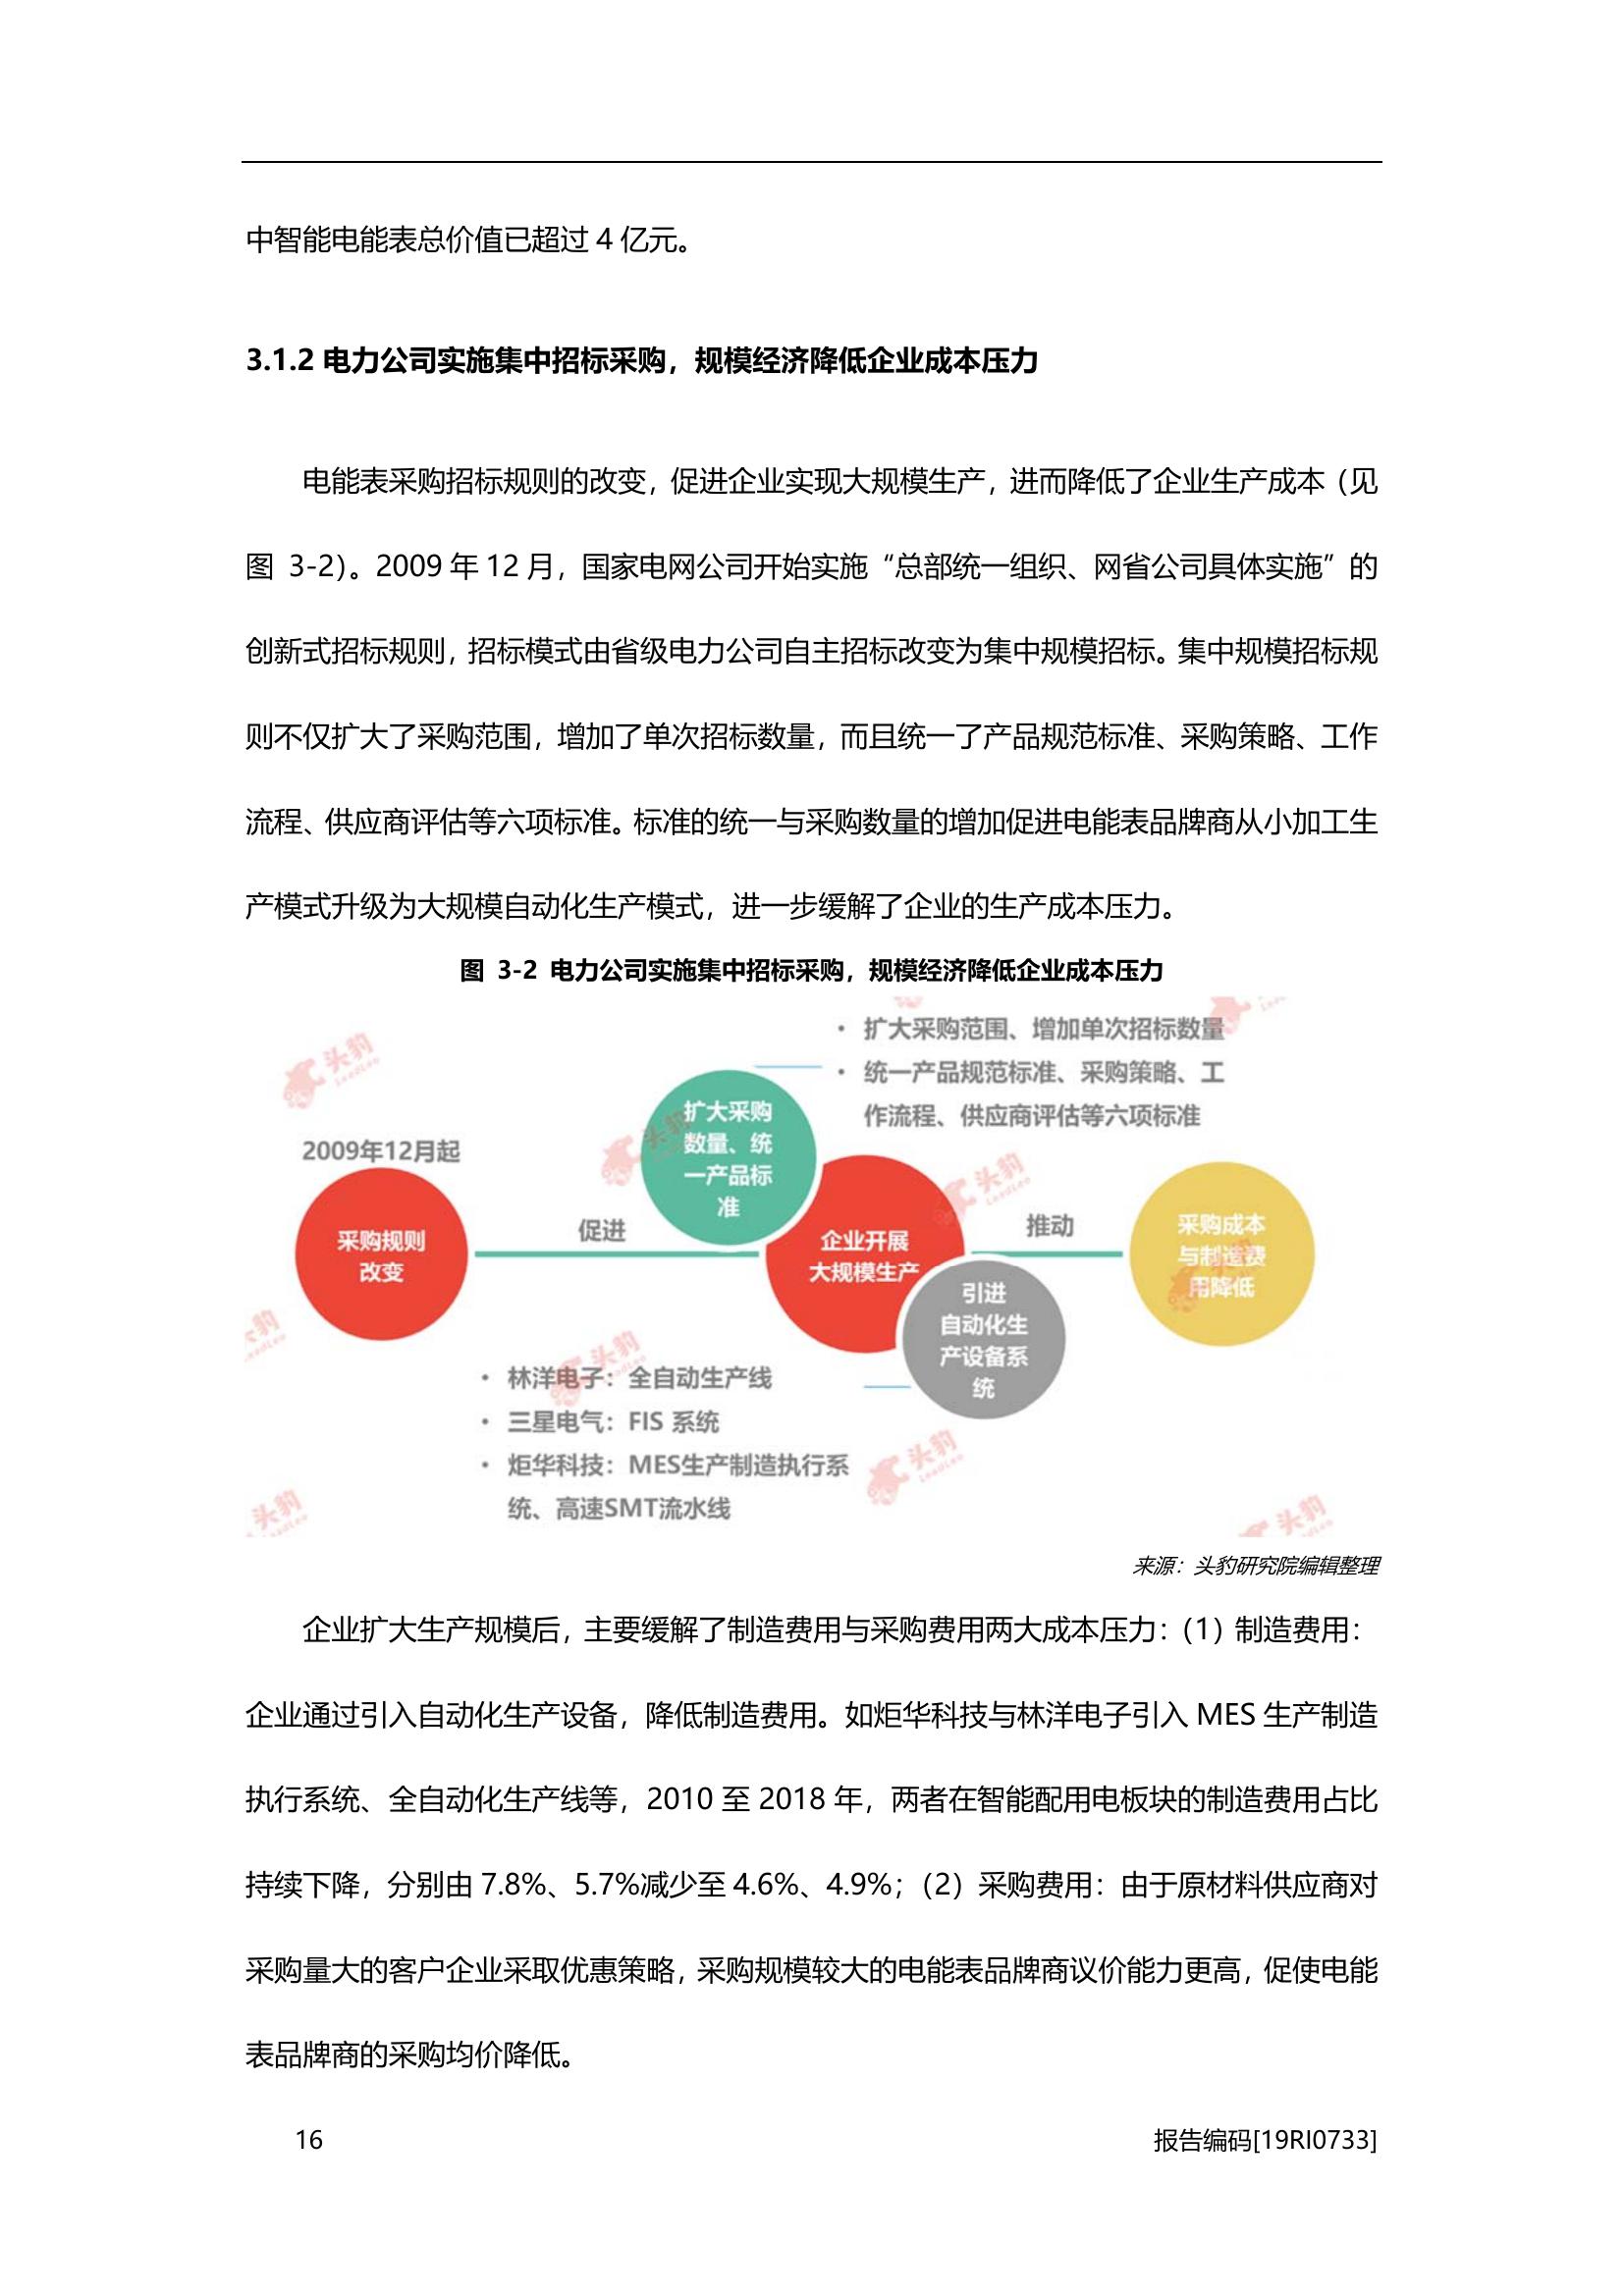 中智能电能表总价值已超过 4 亿元。
3.1.2 电力公司实施集中招标采购，规模经济降低企业成本压力
电能表采购招标规则的改变，促进企业实现大规模生产，进而降低了企业生产成本（见
图 3-2）。2009 年 12 月，国家电网公司开始实施“总部统一组织、网省公司具体实施”的
创新式招标规则，招标模式由省级电力公司自主招标改变为集中规模招标。集中规模招标规
则不仅扩大了采购范围，增加了单次招标数量，而且统一了产品规范标准、采购策略、工作
流程、供应商评估等六项标准。标准的统一与采购数量的增加促进电能表品牌商从小加工生
产模式升级为大规模自动化生产模式，进一步缓解了企业的生产成本压力。
图 3-2 电力公司实施集中招标采购，规模经济降低企业成本压力
• 扩大采购范围、增加单次招标数量
• 统一产品规范标准、采购策略、工
作流程、供应商评估等六项标准
扩大采购
数量、统
一产品标
准
2009年12月起
采购规则
改变
促进
企业开展
大规模生产
推动
采购成本
与制造费
用降低
引进
自动化生
产设备系
统
• 林洋电子：全自动生产线
• 三星电气：FIS 系统
• 炬华科技：MES生产制造执行系
统、高速SMT流水线
头豹
LeadLeo
来源：头豹研究院编辑整理
企业扩大生产规模后，主要缓解了制造费用与采购费用两大成本压力：（1）制造费用：
企业通过引入自动化生产设备，降低制造费用。如炬华科技与林洋电子引入 MES 生产制造
执行系统、全自动化生产线等，2010 至 2018 年，两者在智能配用电板块的制造费用占比
持续下降，分别由 7.8%、5.7%减少至 4.6%、4.9%；（2）采购费用：由于原材料供应商对
采购量大的客户企业采取优惠策略，采购规模较大的电能表品牌商议价能力更高，促使电能
表品牌商的采购均价降低。
16
报告编码[19RI0733]